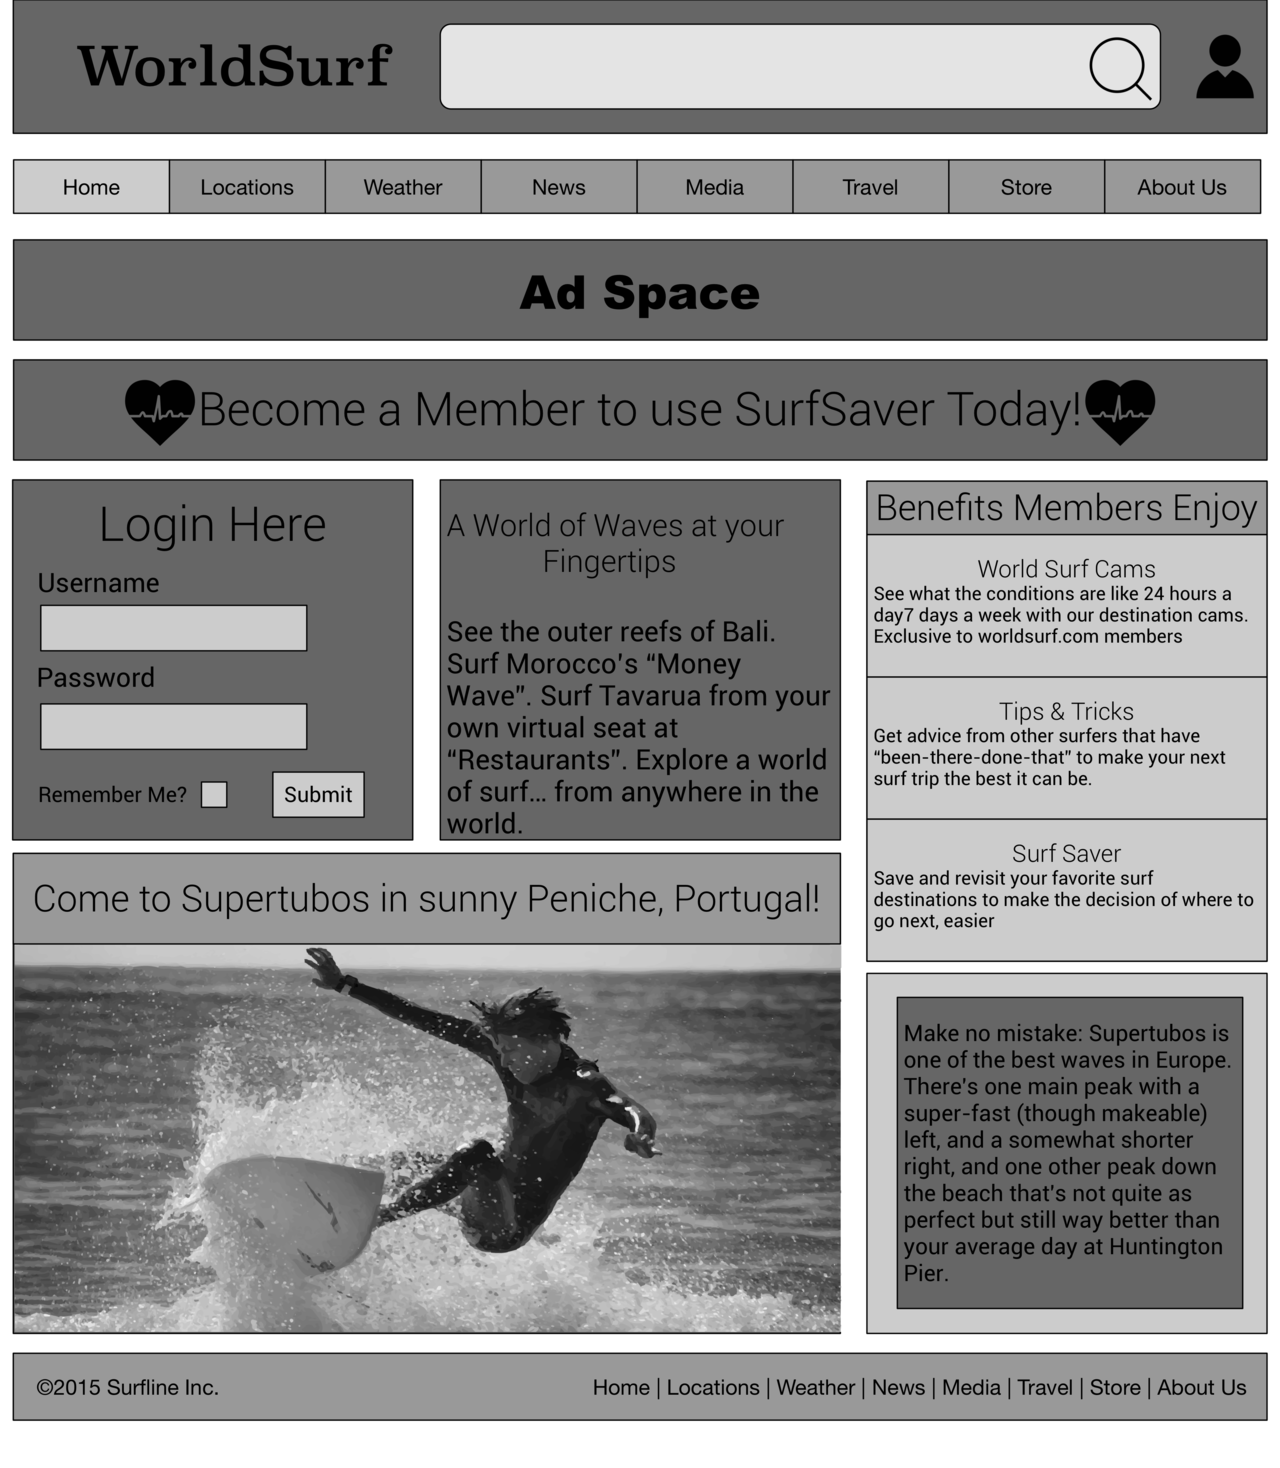 WorldSurf
Home
Locations
Weather
News
Media
Travel
Store
About Us
Ad Space
Become a Member to use SurfSaver Today!
Login Here
Username
Password
Remember Me?
Submit
A World of Waves at your
Fingertips
See the outer reefs of Bali.
Surf Morocco's “Money
Wave”. Surf Tavarua from your
own virtual seat at
“Restaurants”. Explore a world
of surf... from anywhere in the
world.
Benefits Members Enjoy
World Surf Cams
See what the conditions are like 24 hours a
day7 days a week with our destination cams.
Exclusive to worldsurf.com members
Tips & Tricks
Get advice from other surfers that have
“been-there-done-that” to make your next
surf trip the best it can be.
Surf Saver
Save and revisit your favorite surf
destinations to make the decision of where to
go next, easier
Come to Supertubos in sunny Peniche, Portugal!
Make no mistake: Supertubos is
one of the best waves in Europe.
There's one main peak with a
super-fast (though makeable)
left, and a somewhat shorter
right, and one other peak down
the beach that's not quite as
perfect but still way better than
your average day at Huntington
Pier.
©2015 Surfline Inc.
Home | Locations | Weather | News | Media | Travel | Store | About Us